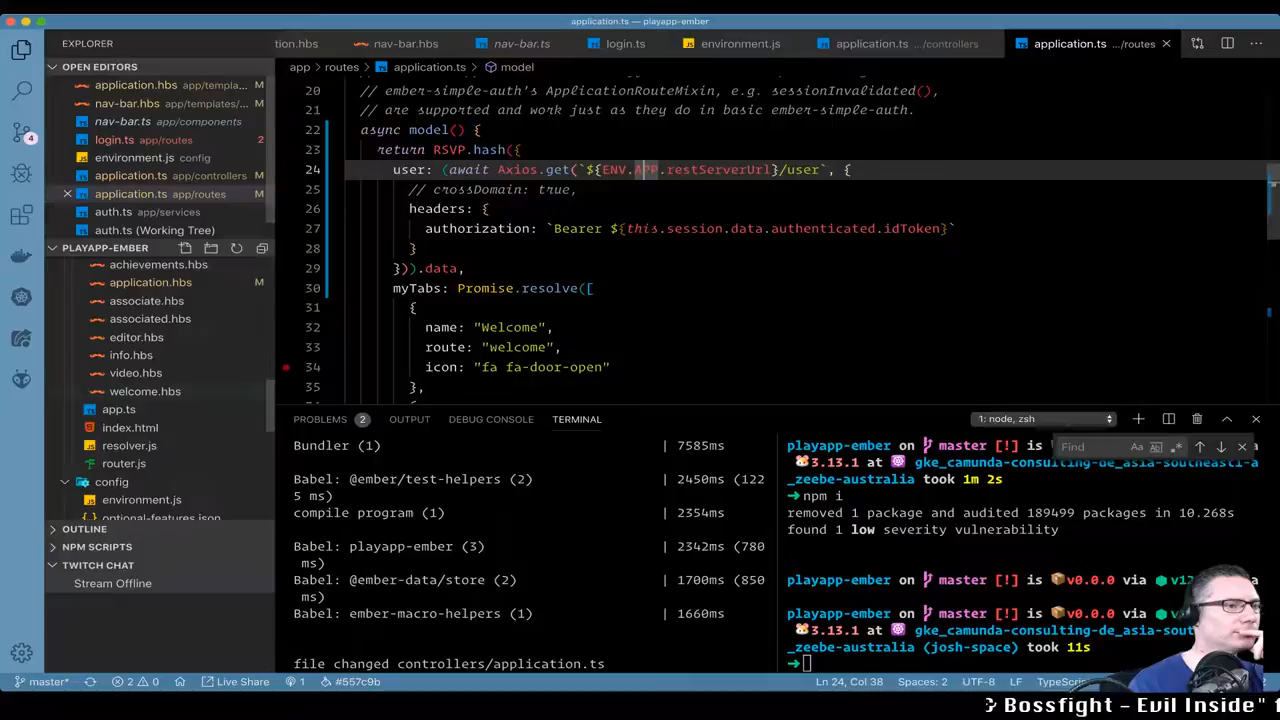 application.ts — playapp-ember
EXPLORER
tion.hbs
nav-bar.hbs
nav-bar.ts
login.ts
environment.js
application.ts .../controllers
application.ts .../routes
OPEN EDITORS
application.hbs app/templa... M
nav-bar.hbs app/templates/... M
nav-bar.ts app/components
login.ts app/routes 2
environment.js config
application.ts app/controllers M
application.ts app/routes M
auth.ts app/services M
auth.ts (Working Tree) M
PLAYAPP-EMBER
achievements.hbs
application.hbs M
associate.hbs
associated.hbs
editor.hbs
info.hbs
video.hbs
welcome.hbs
app.ts
index.html
resolver.js
router.js
config
environment.js
optional-features.json
OUTLINE
NPM SCRIPTS
TWITCH CHAT
Stream Offline
4
app > routes > application.ts > model
20 // ember-simple-auth's ApplicationRouteMixin, e.g. sessionInvalidated(),
21 // are supported and work just as they do in basic ember-simple-auth.
22 async model() {
23 return RSVP.hash({
24 user: (await Axios.get(`${ENV.APP.restServerUrl}/user`, {
25 // crossDomain: true,
26 headers: {
27 authorization: `Bearer ${this.session.data.authenticated.idToken}`
28 }
29 })).data,
30 myTabs: Promise.resolve([
31 {
32 name: "Welcome",
33 route: "welcome",
34 icon: "fa fa-door-open"
35 },
PROBLEMS 2 OUTPUT DEBUG CONSOLE TERMINAL 1: node, zsh
Bundler (1) | 7585ms
Babel: @ember/test-helpers (2) | 2450ms (122
5 ms)
compile program (1) | 2354ms
Babel: playapp-ember (3) | 2342ms (780
ms)
Babel: @ember-data/store (2) | 1700ms (850
ms)
Babel: ember-macro-helpers (1) | 1660ms
file changed controllers/application.ts
Find Aa Abl .*
playapp-ember on master [!] is
3.13.1 at gke_camunda-consulting-de_asia-southeast1-a
_zeebe-australia took 1m 2s
npm i
removed 1 package and audited 189499 packages in 10.268s
found 1 low severity vulnerability
playapp-ember on master [!] is v0.0.0 via
playapp-ember on master [!] is v0.0.0 via
3.13.1 at gke_camunda-consulting-de_asia-sout
_zeebe-australia (josh-space) took 11s
master* 2 0 Live Share 1 #557c9b Ln 24, Col 38 Spaces: 2 UTF-8 LF TypeSc
Bossfight - Evil Inside"